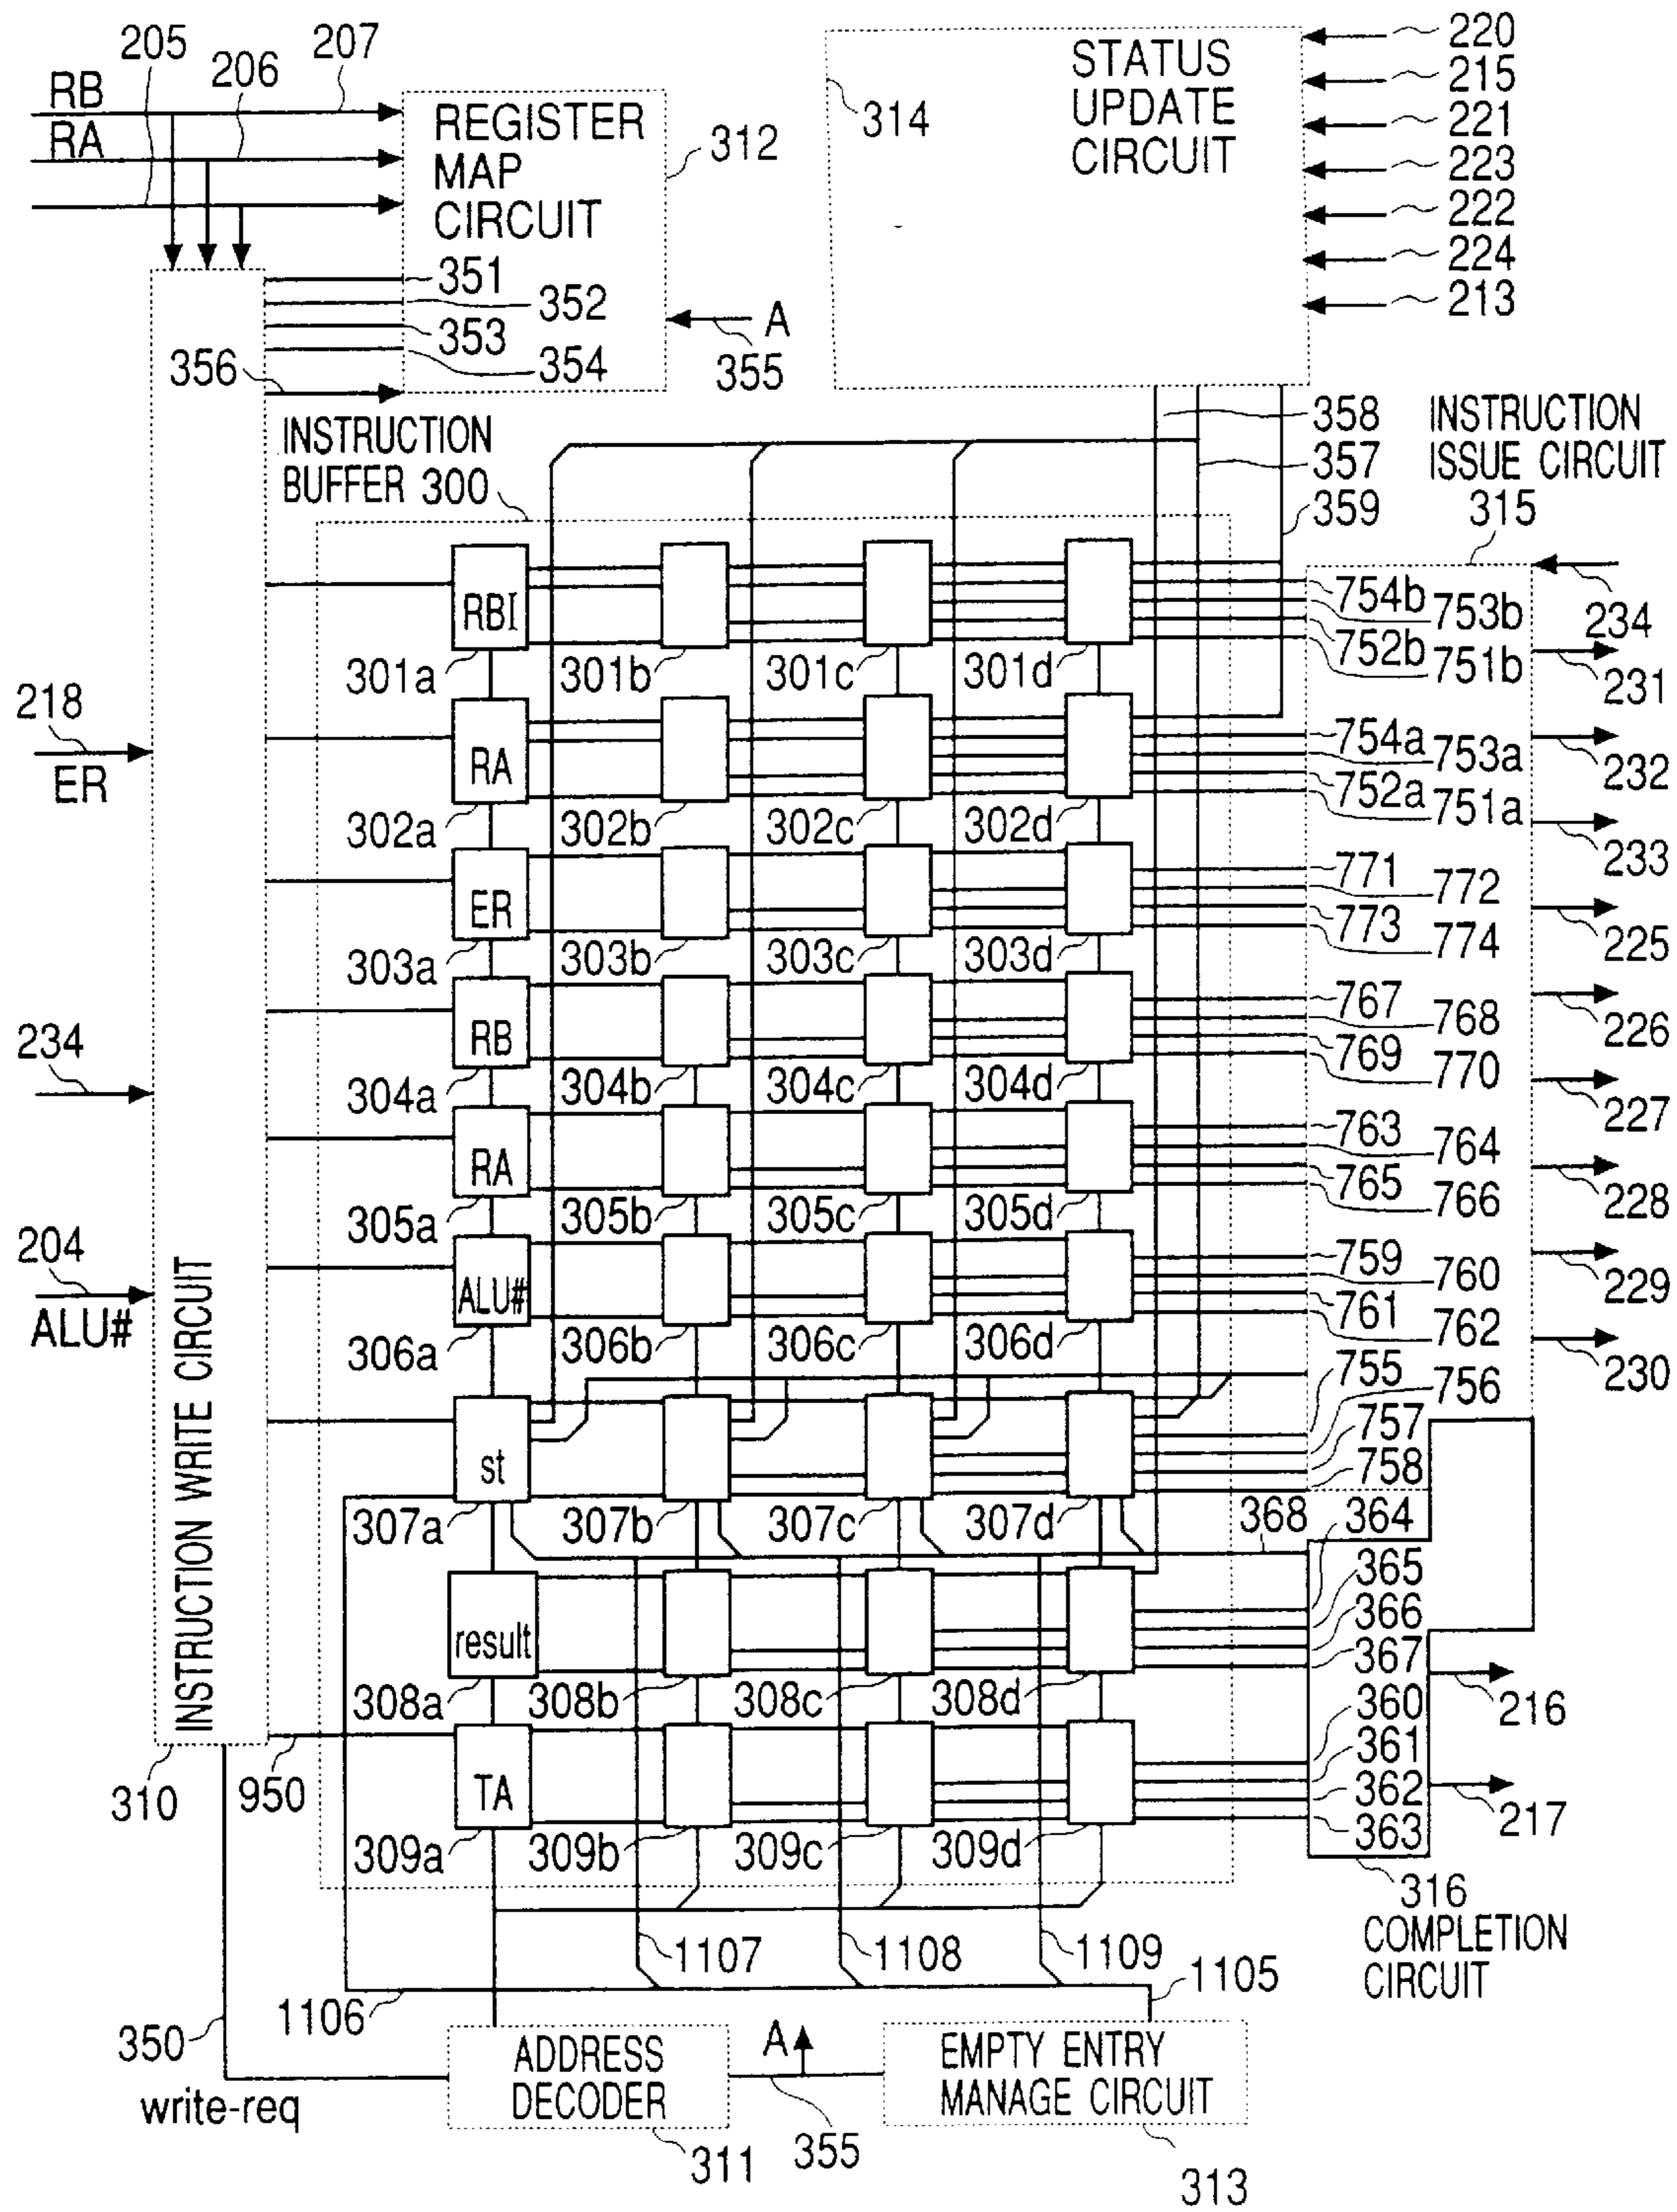 205
206
207
RB
RA
REGISTER
MAP
CIRCUIT
312
314
STATUS
UPDATE
CIRCUIT
220
215
221
223
222
224
213
351
352
353
354
356
A
355
INSTRUCTION
BUFFER 300
358
357
359
INSTRUCTION
ISSUE CIRCUIT
315
RBI
301a
301b
301c
301d
754b
753b
752b
751b
234
231
218
ER
RA
302a
302b
302c
302d
754a
753a
752a
751a
232
233
ER
303a
303b
303c
303d
771
772
773
774
225
RB
304a
304b
304c
304d
767
768
769
770
226
227
234
RA
305a
305b
305c
305d
763
764
765
766
228
204
ALU#
ALU#
306a
306b
306c
306d
759
760
761
762
229
230
st
307a
307b
307c
307d
755
756
757
758
INSTRUCTION WRITE CIRCUIT
368
364
365
366
367
result
308a
308b
308c
308d
216
310
950
TA
309a
309b
309c
309d
360
361
362
363
217
316
COMPLETION
CIRCUIT
1107
1108
1109
1105
1106
350
write-req
ADDRESS
DECODER
311
A
355
EMPTY ENTRY
MANAGE CIRCUIT
313